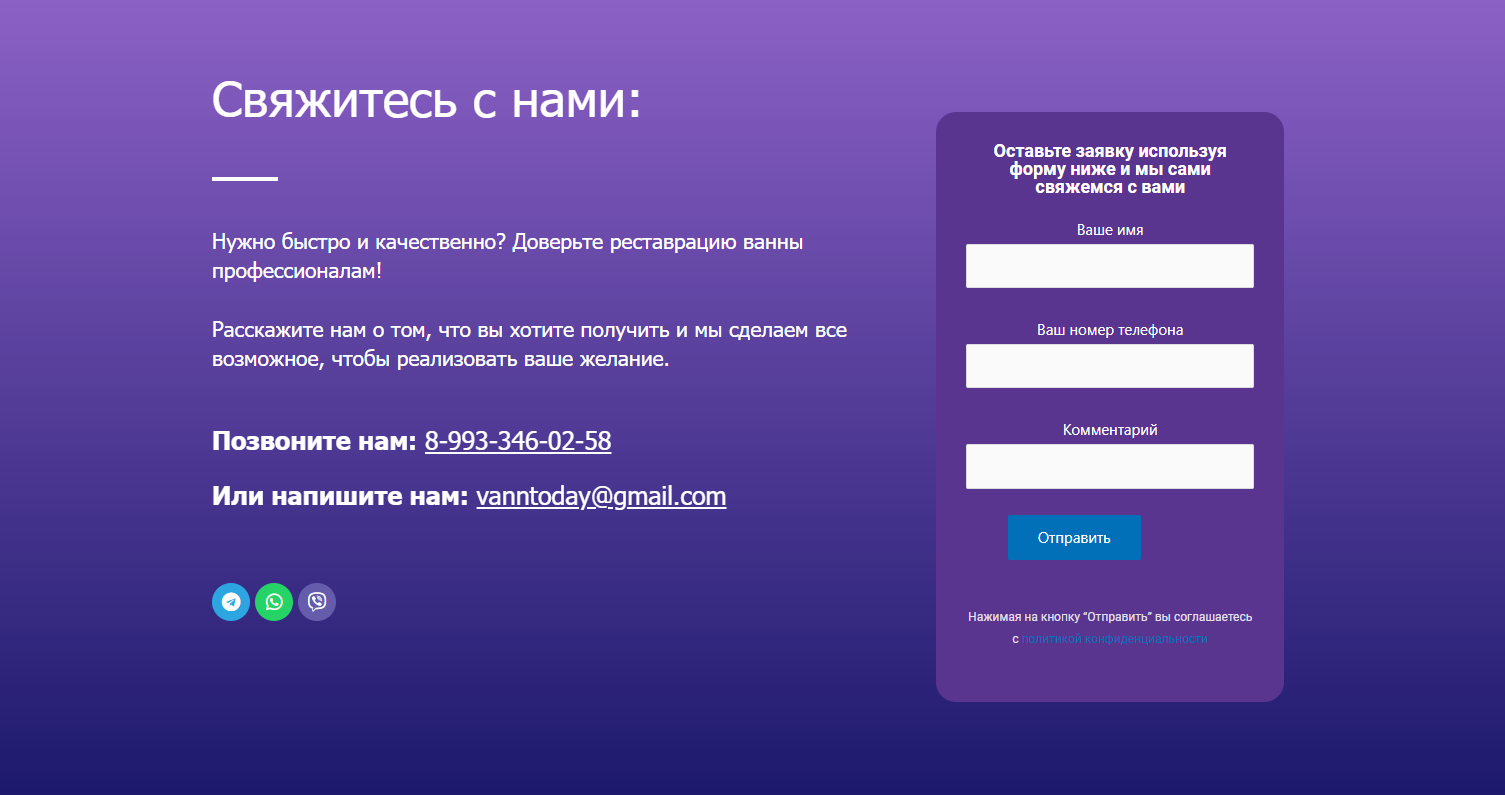 Свяжитесь с нами:
Нужно быстро и качественно? Доверьте реставрацию ванны
профессионалам!
Расскажите нам о том, что вы хотите получить и мы сделаем все
возможное, чтобы реализовать ваше желание.
Позвоните нам: 8-993-346-02-58
Или напишите нам: vanntoday@gmail.com
Оставьте заявку используя
форму ниже и мы сами
свяжемся с вами
Ваше имя
Ваш номер телефона
Комментарий
Отправить
Нажимая на кнопку “Отправить” вы соглашаетесь
с политикой конфиденциальности